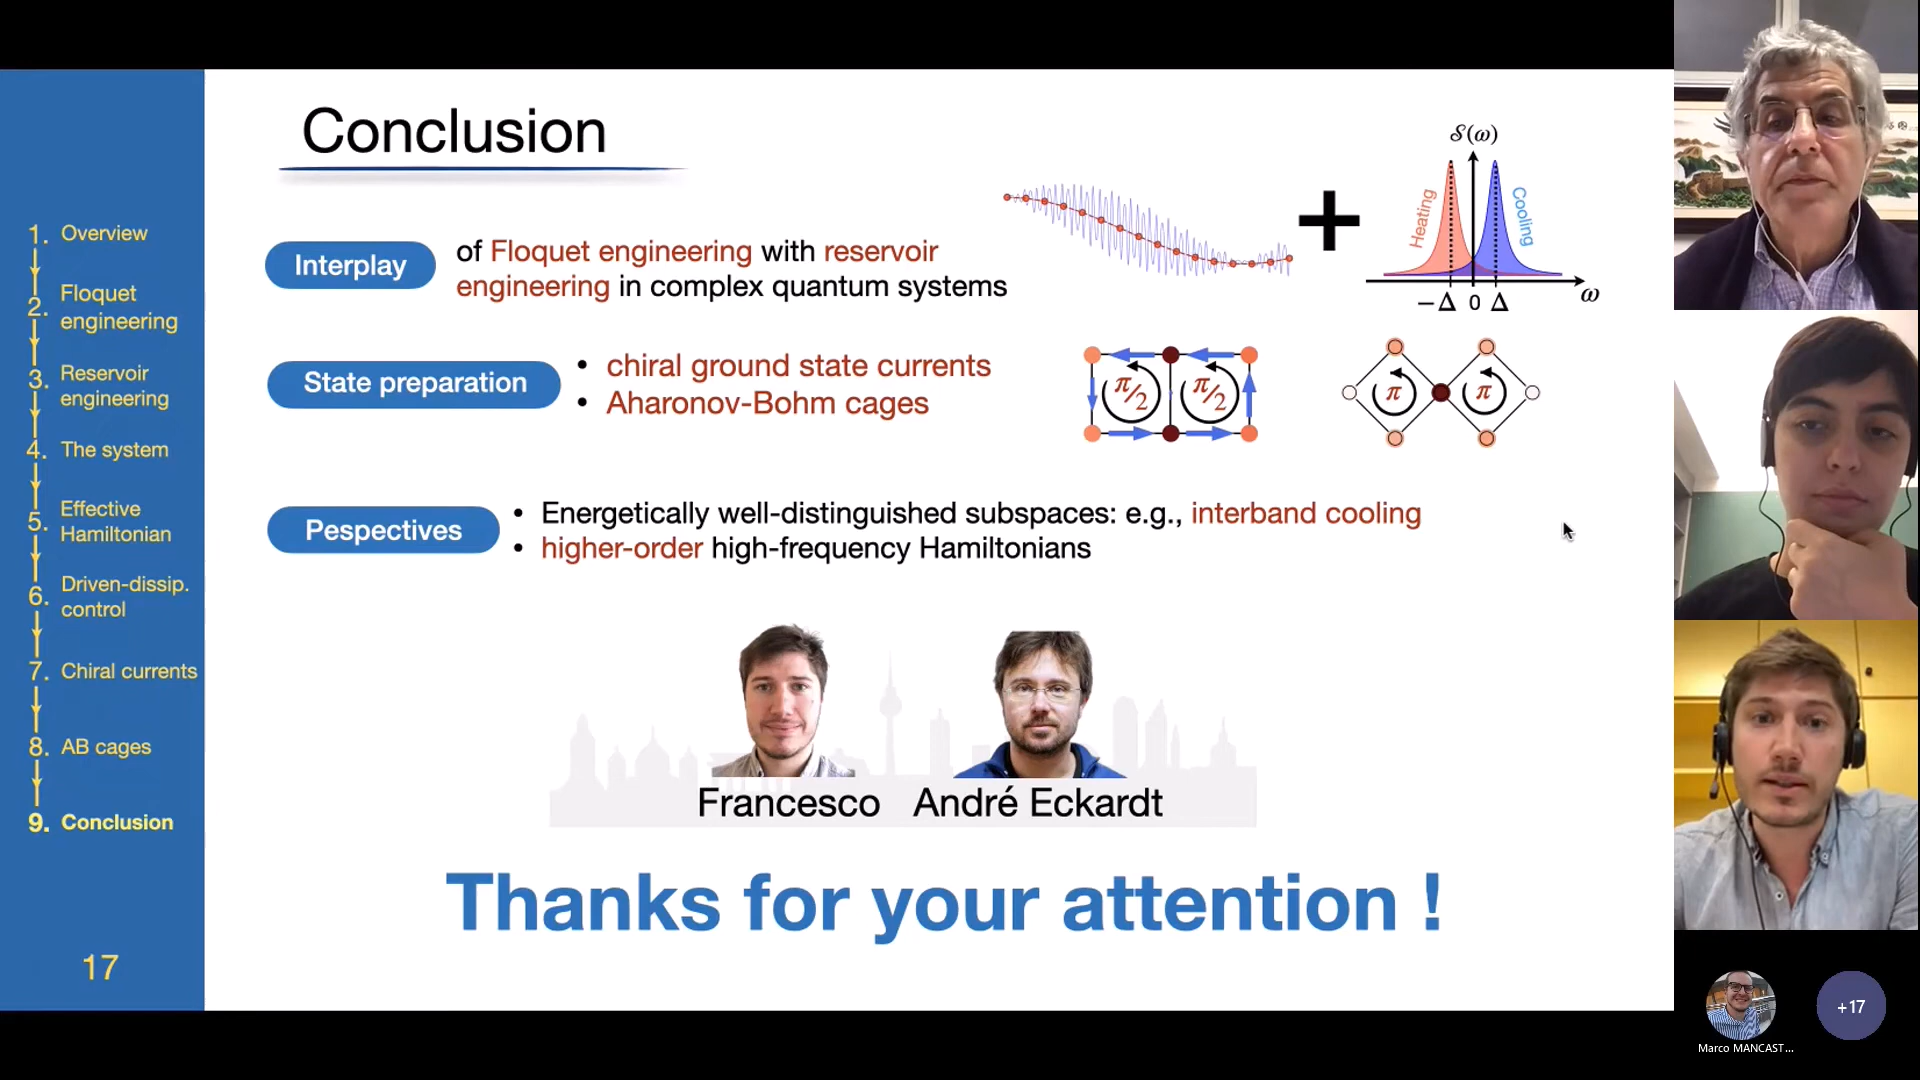 Conclusion
1. Overview
2. Floquet
engineering
3. Reservoir
engineering
4. The system
5. Effective
Hamiltonian
6. Driven-dissip.
control
7. Chiral currents
8. AB cages
9. Conclusion
17
Interplay
of Floquet engineering with reservoir
engineering in complex quantum systems
𝒮(ω)
Heating
Cooling
−Δ 0 Δ
ω
State preparation
• chiral ground state currents
• Aharonov-Bohm cages
π/2 π/2
π π
Pespectives
• Energetically well-distinguished subspaces: e.g., interband cooling
• higher-order high-frequency Hamiltonians
Francesco André Eckardt
Thanks for your attention !
+17
Marco MANCAST...